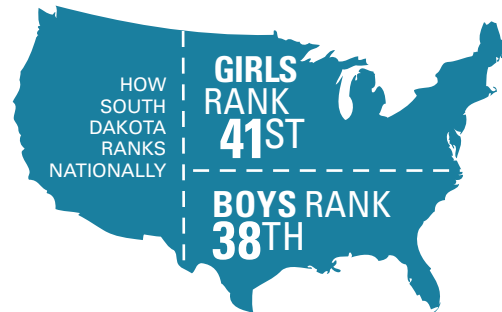 HOW
SOUTH
DAKOTA
RANKS
NATIONALLY
GIRLS
RANK
41ST
BOYS RANK
38TH